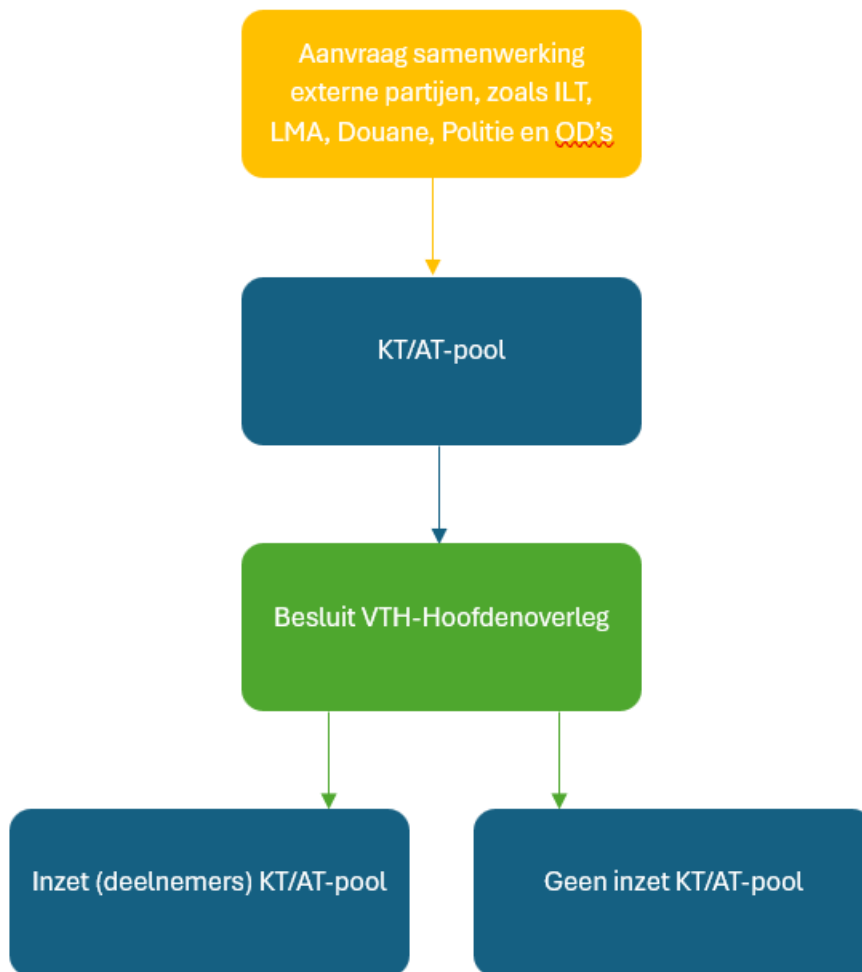 Aanvraag samenwerking
externe partijen, zoals ILT,
LMA, Douane, Politie en OD’s
KT/AT-pool
Besluit VTH-Hoofdenoverleg
Inzet (deelnemers) KT/AT-pool
Geen inzet KT/AT-pool